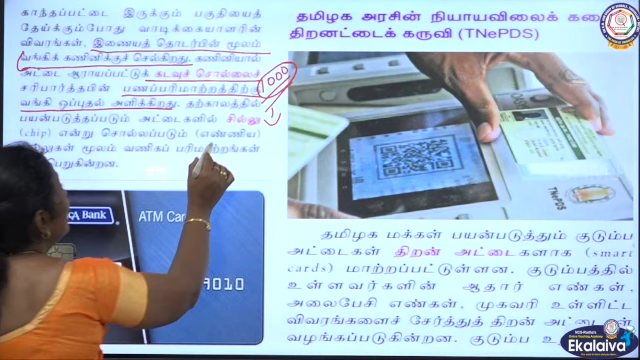 காந்தப்பட்டை இருக்கும் பகுதியைத்
தேய்க்கும்போது வாடிக்கையாளரின்
விவரங்கள், இணையத் தொடர்பின் மூலம்
வங்கிக் கணினிக்குச் செல்கிறது. கணினியால்
அட்டை ஆராயப்பட்டுக் கடவுச் சொல்லைச்
சரிபார்த்தபின் பணப்பரிமாற்றத்திற்கு
வங்கி ஒப்புதல் அளிக்கிறது. தற்காலத்தில்
பயன்படுத்தப்படும் அட்டைகளில் சில்லு
(chip) என்று சொல்லப்படும் (எண்ணிய)
மூலம் வணிகப் பரிமாற்றங்கள்
1000
Bank
ATM Car
9010
தமிழக அரசின் நியாயவிலைக்
திறனட்டைக் கருவி (TNePDS)
TNePDS
தமிழக மக்கள் பயன்படுத்தும் குடும்ப
அட்டைகள் திறன் அட்டைகளாக (smart
cards) மாற்றப்பட்டுள்ளன. குடும்பத்தில்
உள்ளவர்களின் ஆதார் எண்கள்,
அலைபேசி எண்கள், முகவரி உள்ளிட்ட
விவரங்களைச் சேர்த்துத் திறன்
வழங்கப்படுகின்றன. குடும்ப
Ekalaiva